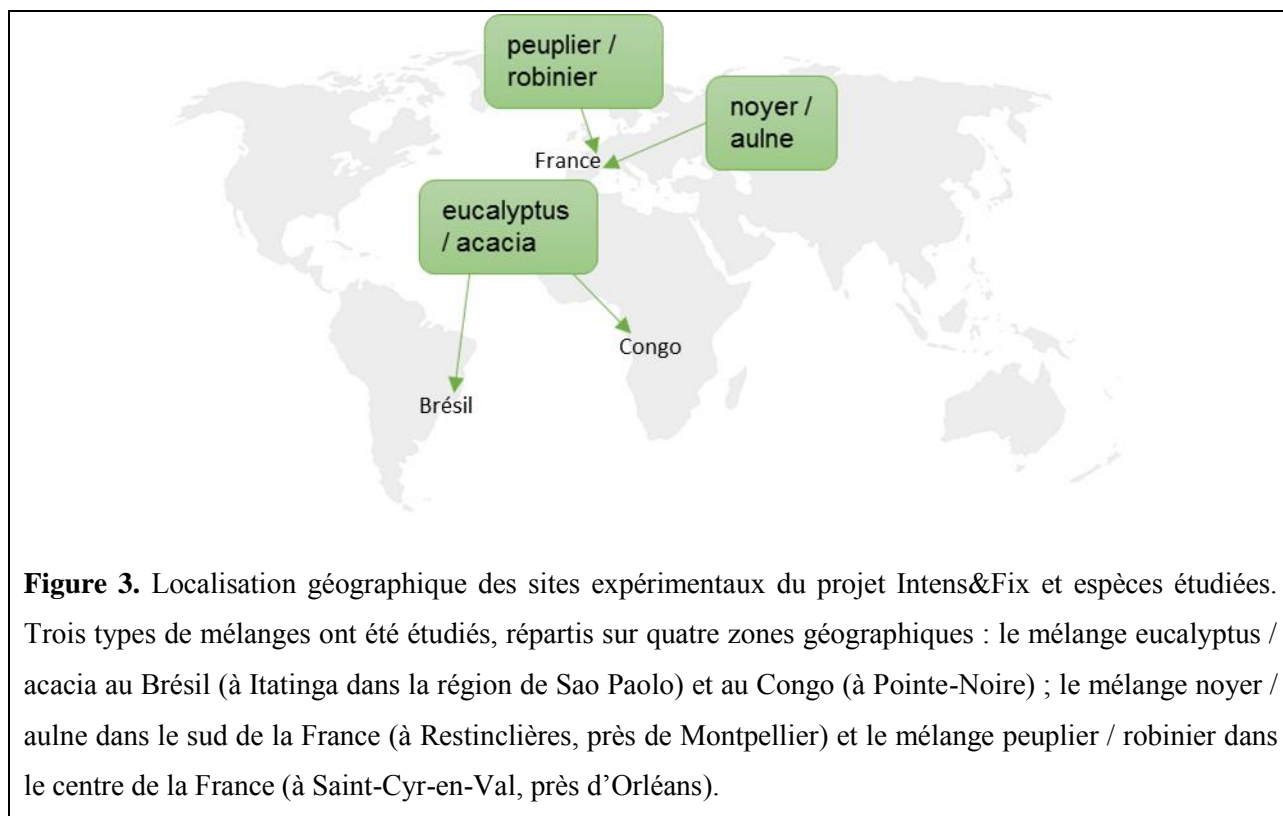 peuplier /
robinier
noyer /
aulne
France
eucalyptus
/ acacia
Congo
Brésil
Figure 3. Localisation géographique des sites expérimentaux du projet Intens&Fix et espèces étudiées.
Trois types de mélanges ont été étudiés, répartis sur quatre zones géographiques : le mélange eucalyptus /
acacia au Brésil (à Itatinga dans la région de Sao Paolo) et au Congo (à Pointe-Noire) ; le mélange noyer /
aulne dans le sud de la France (à Restinclières, près de Montpellier) et le mélange peuplier / robinier dans
le centre de la France (à Saint-Cyr-en-Val, près d’Orléans).